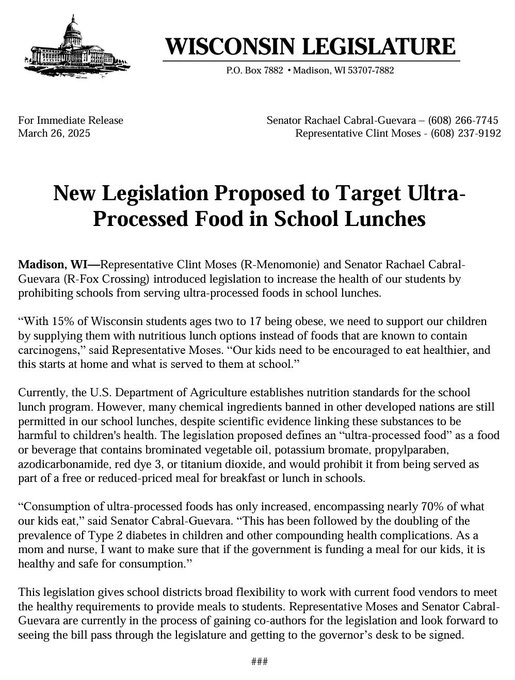 WISCONSIN LEGISLATURE
P.O. Box 7882 • Madison, WI 53707-7882
For Immediate Release
March 26, 2025
Senator Rachael Cabral-Guevara – (608) 266-7745
Representative Clint Moses - (608) 237-9192
New Legislation Proposed to Target Ultra-
Processed Food in School Lunches
Madison, WI—Representative Clint Moses (R-Menomonie) and Senator Rachael Cabral-
Guevara (R-Fox Crossing) introduced legislation to increase the health of our students by
prohibiting schools from serving ultra-processed foods in school lunches.
“With 15% of Wisconsin students ages two to 17 being obese, we need to support our children
by supplying them with nutritious lunch options instead of foods that are known to contain
carcinogens,” said Representative Moses. “Our kids need to be encouraged to eat healthier, and
this starts at home and what is served to them at school.”
Currently, the U.S. Department of Agriculture establishes nutrition standards for the school
lunch program. However, many chemical ingredients banned in other developed nations are still
permitted in our school lunches, despite scientific evidence linking these substances to be
harmful to children's health. The legislation proposed defines an “ultra-processed food” as a food
or beverage that contains brominated vegetable oil, potassium bromate, propylparaben,
azodicarbonamide, red dye 3, or titanium dioxide, and would prohibit it from being served as
part of a free or reduced-priced meal for breakfast or lunch in schools.
“Consumption of ultra-processed foods has only increased, encompassing nearly 70% of what
our kids eat,” said Senator Cabral-Guevara. “This has been followed by the doubling of the
prevalence of Type 2 diabetes in children and other compounding health complications. As a
mom and nurse, I want to make sure that if the government is funding a meal for our kids, it is
healthy and safe for consumption.”
This legislation gives school districts broad flexibility to work with current food vendors to meet
the healthy requirements to provide meals to students. Representative Moses and Senator Cabral-
Guevara are currently in the process of gaining co-authors for the legislation and look forward to
seeing the bill pass through the legislature and getting to the governor’s desk to be signed.
###